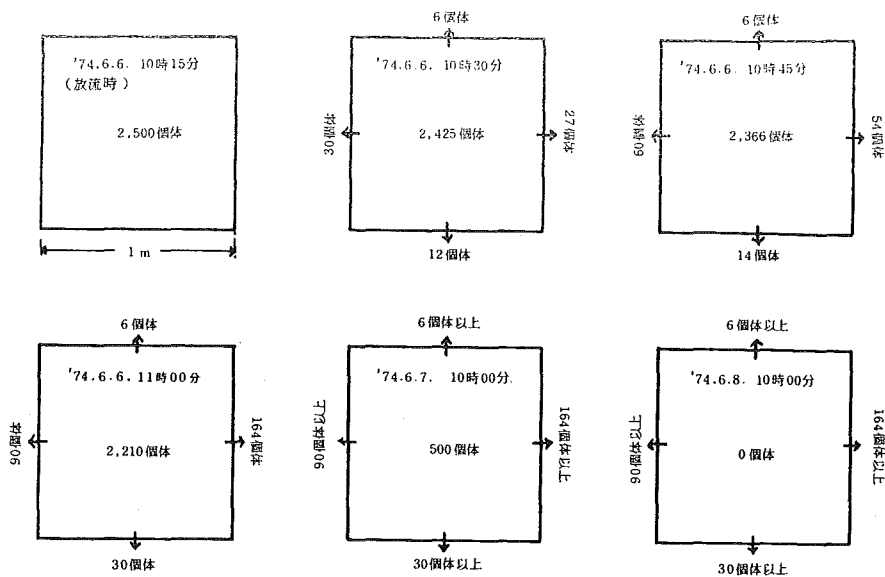 '74.6.6. 10時15分
(放流時)
2,500個体
1 m
6個体
'74.6.6. 10時30分
30個体
2,425個体
27個体
12個体
6個体
'74.6.6. 10時45分
60個体
2,366個体
54個体
14個体
6個体
'74.6.6. 11時00分
90個体
2,210個体
164個体
30個体
6個体以上
'74.6.7. 10時00分
90個体以上
500個体
164個体以上
30個体以上
6個体以上
'74.6.8. 10時00分
90個体以上
0個体
164個体以上
30個体以上